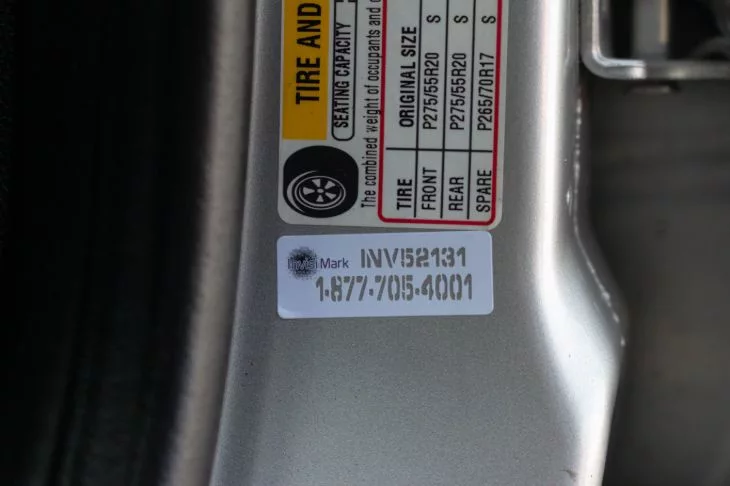 TIRE AND
SEATING CAPACITY
The combined weight of occupants and
TIRE ORIGINAL SIZE
FRONT P275/55R20 S
REAR P275/55R20 S
SPARE P265/70R17 S
InVisiMark INV52131
1-877-705-4001